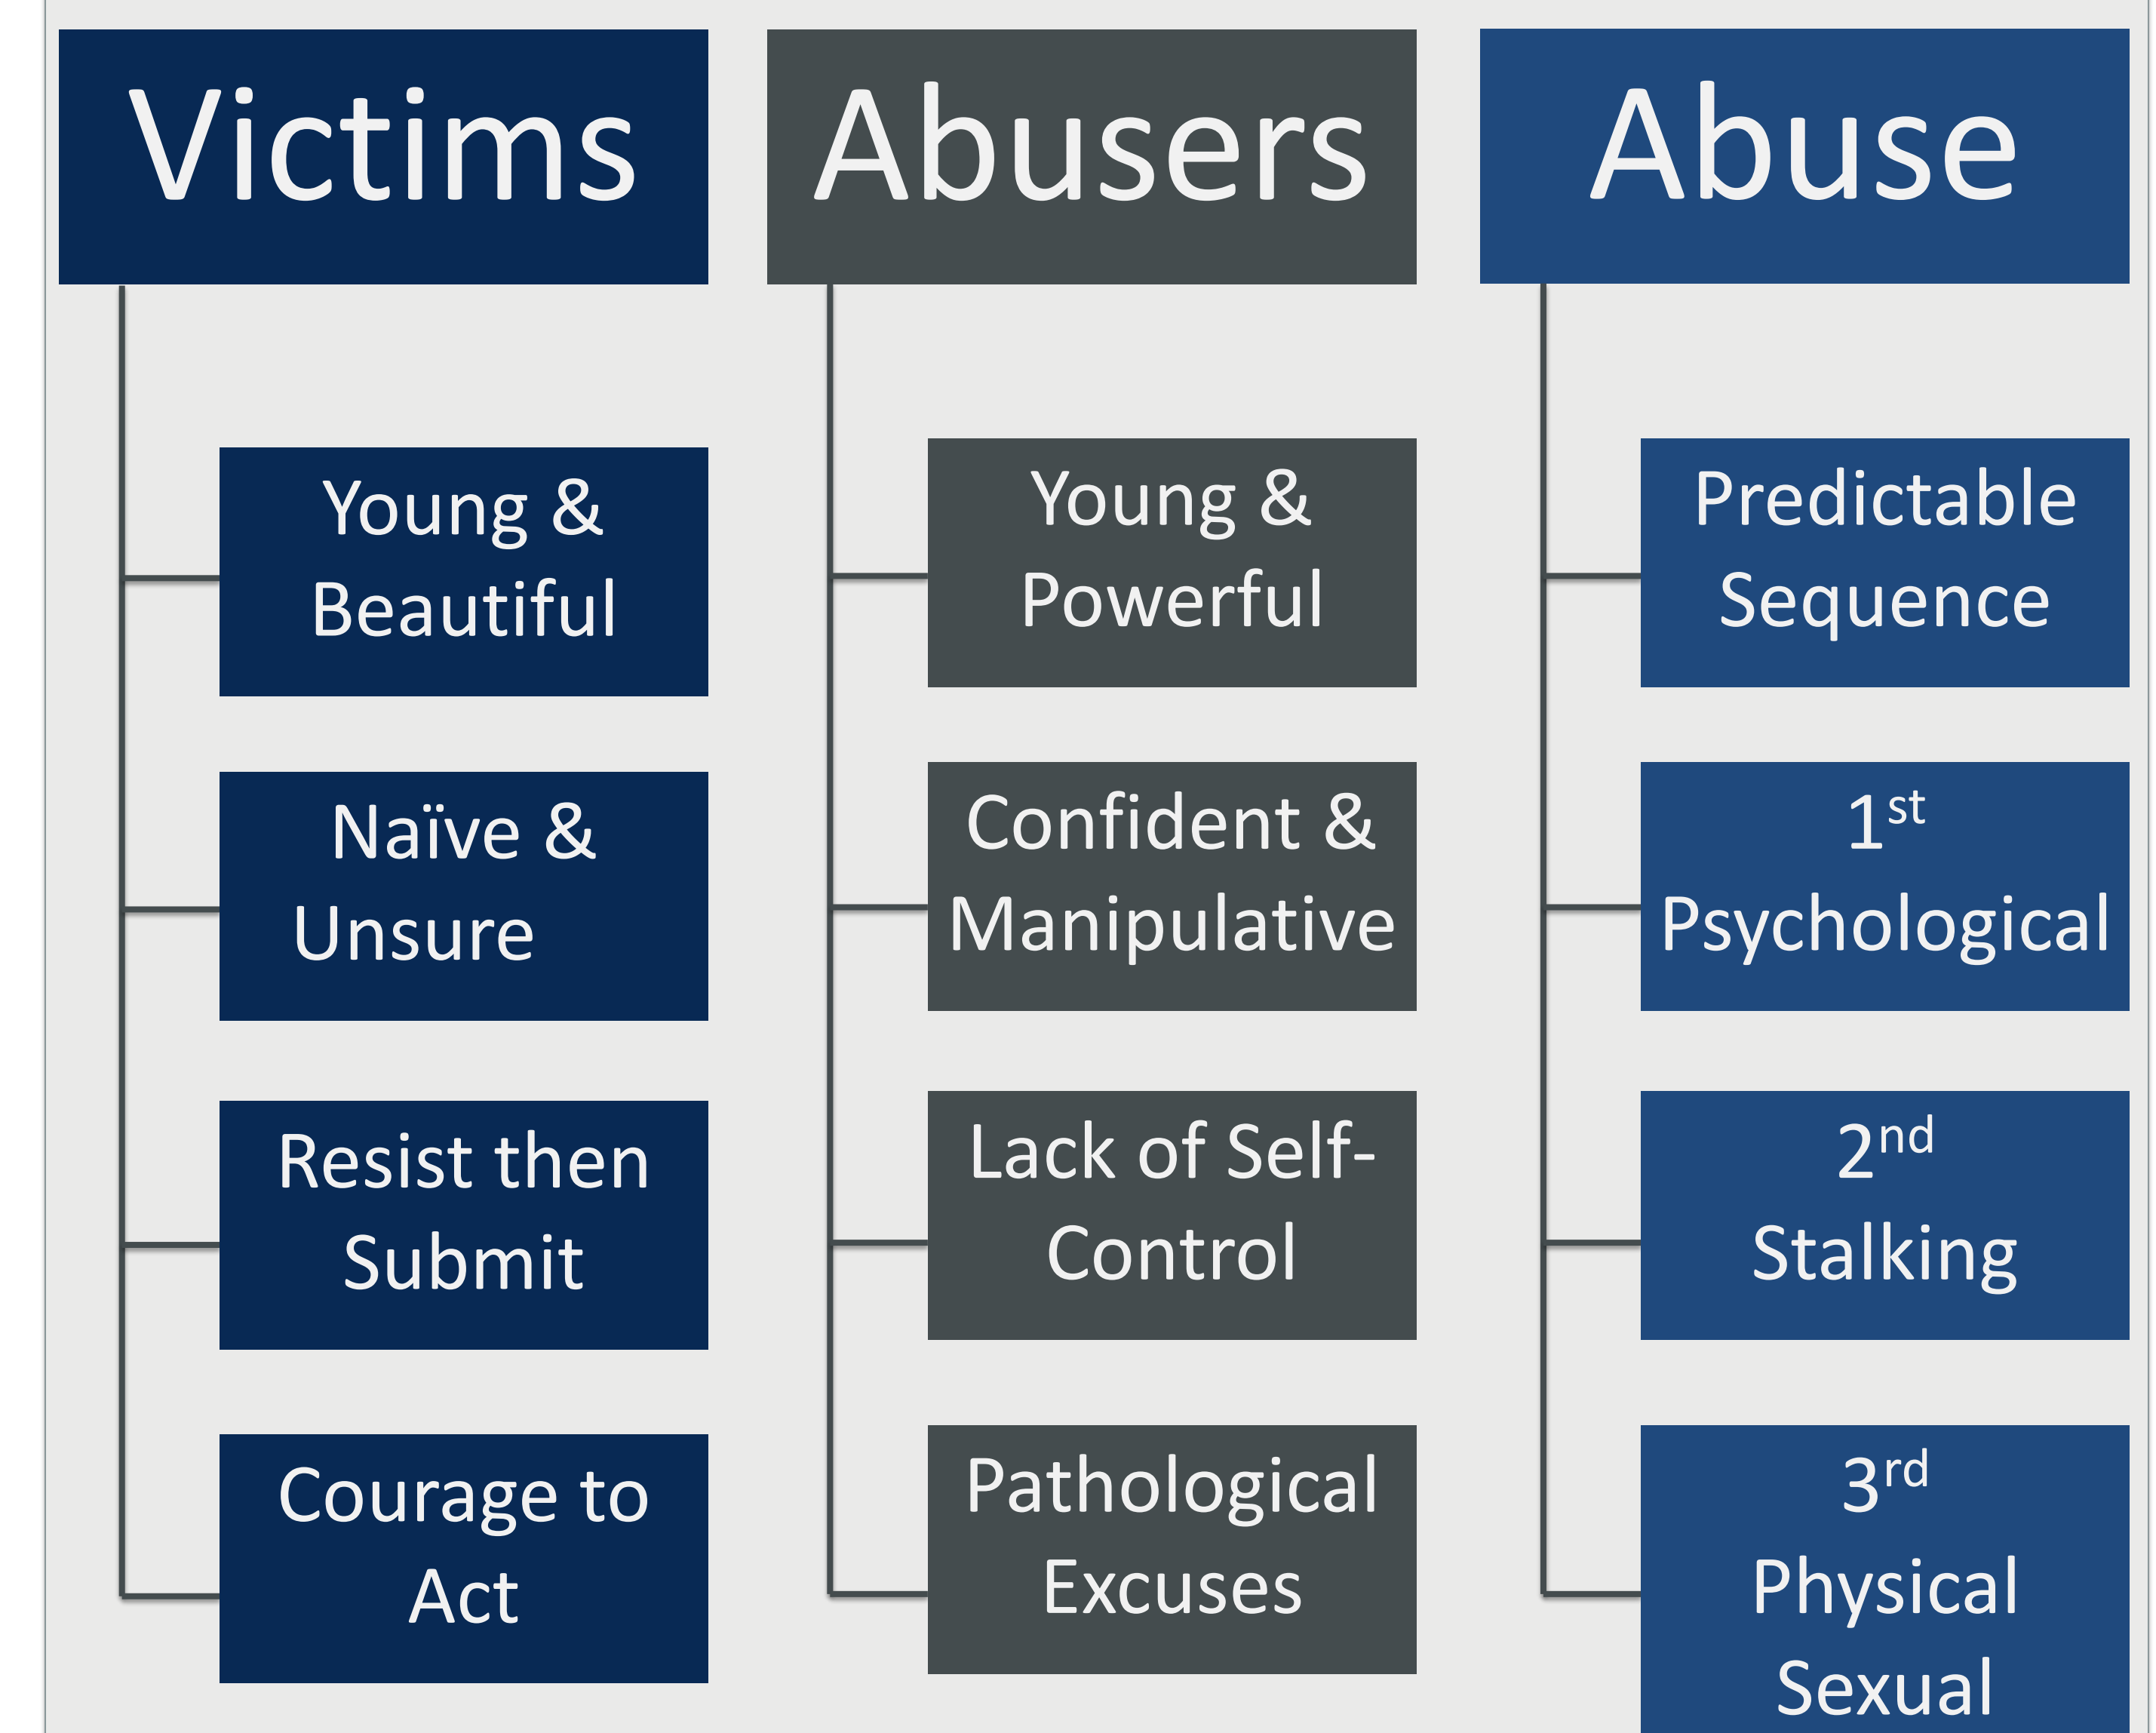 Victims
Young &
Beautiful
Naïve &
Unsure
Resist then
Submit
Courage to
Act
Abusers
Young &
Powerful
Confident &
Manipulative
Lack of Self-
Control
Pathological
Excuses
Abuse
Predictable
Sequence
1st
Psychological
2nd
Stalking
3rd
Physical
Sexual